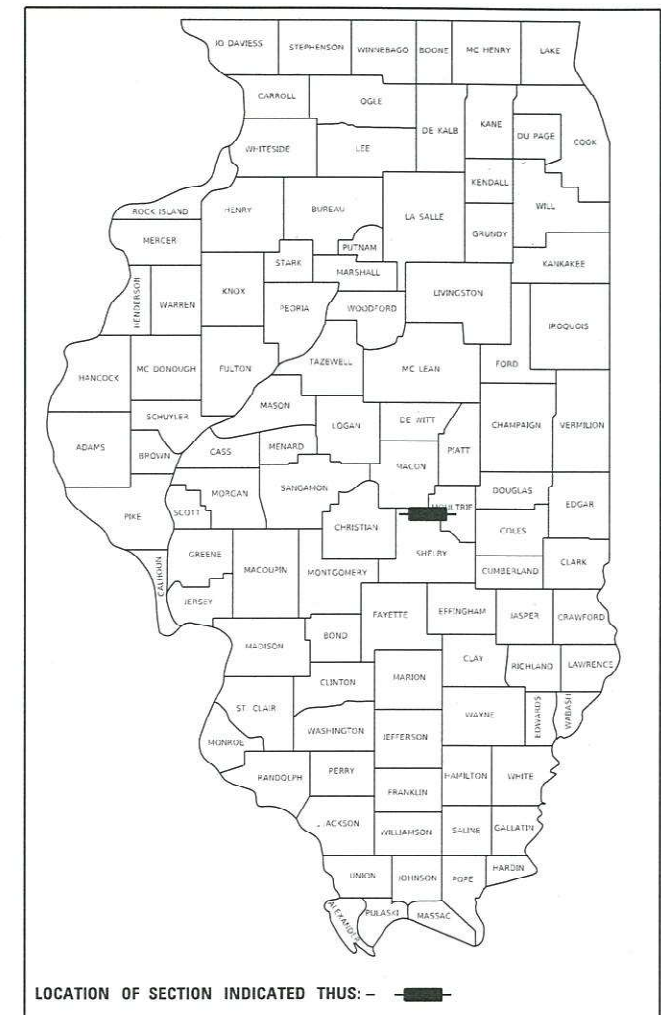 JO DAVIESS STEPHENSON WINNEBAGO BOONE MC HENRY LAKE
CARROLL OGLE DE KALB KANE DU PAGE COOK
WHITESIDE LEE KENDALL WILL
ROCK ISLAND HENRY BUREAU LA SALLE GRUNDY
MERCER PUTNAM KANKAKEE
HENDERSON WARREN KNOX STARK MARSHALL LIVINGSTON
PEORIA WOODFORD IROQUOIS
HANCOCK MC DONOUGH FULTON TAZEWELL MC LEAN FORD
SCHUYLER MASON LOGAN DE WITT CHAMPAIGN VERMILION
ADAMS BROWN CASS MENARD PIATT
MACON
PIKE SCOTT MORGAN SANGAMON DOUGLAS EDGAR
CHRISTIAN MOULTRIE COLES
CALHOUN GREENE MACOUPIN MONTGOMERY SHELBY CUMBERLAND CLARK
JERSEY
MADISON BOND FAYETTE EFFINGHAM JASPER CRAWFORD
CLINTON MARION CLAY RICHLAND LAWRENCE
ST. CLAIR WAYNE EDWARDS WABASH
MONROE WASHINGTON JEFFERSON
RANDOLPH PERRY HAMILTON WHITE
FRANKLIN
JACKSON WILLIAMSON SALINE GALLATIN
UNION JOHNSON POPE HARDIN
ALEXANDER PULASKI MASSAC
LOCATION OF SECTION INDICATED THUS: –